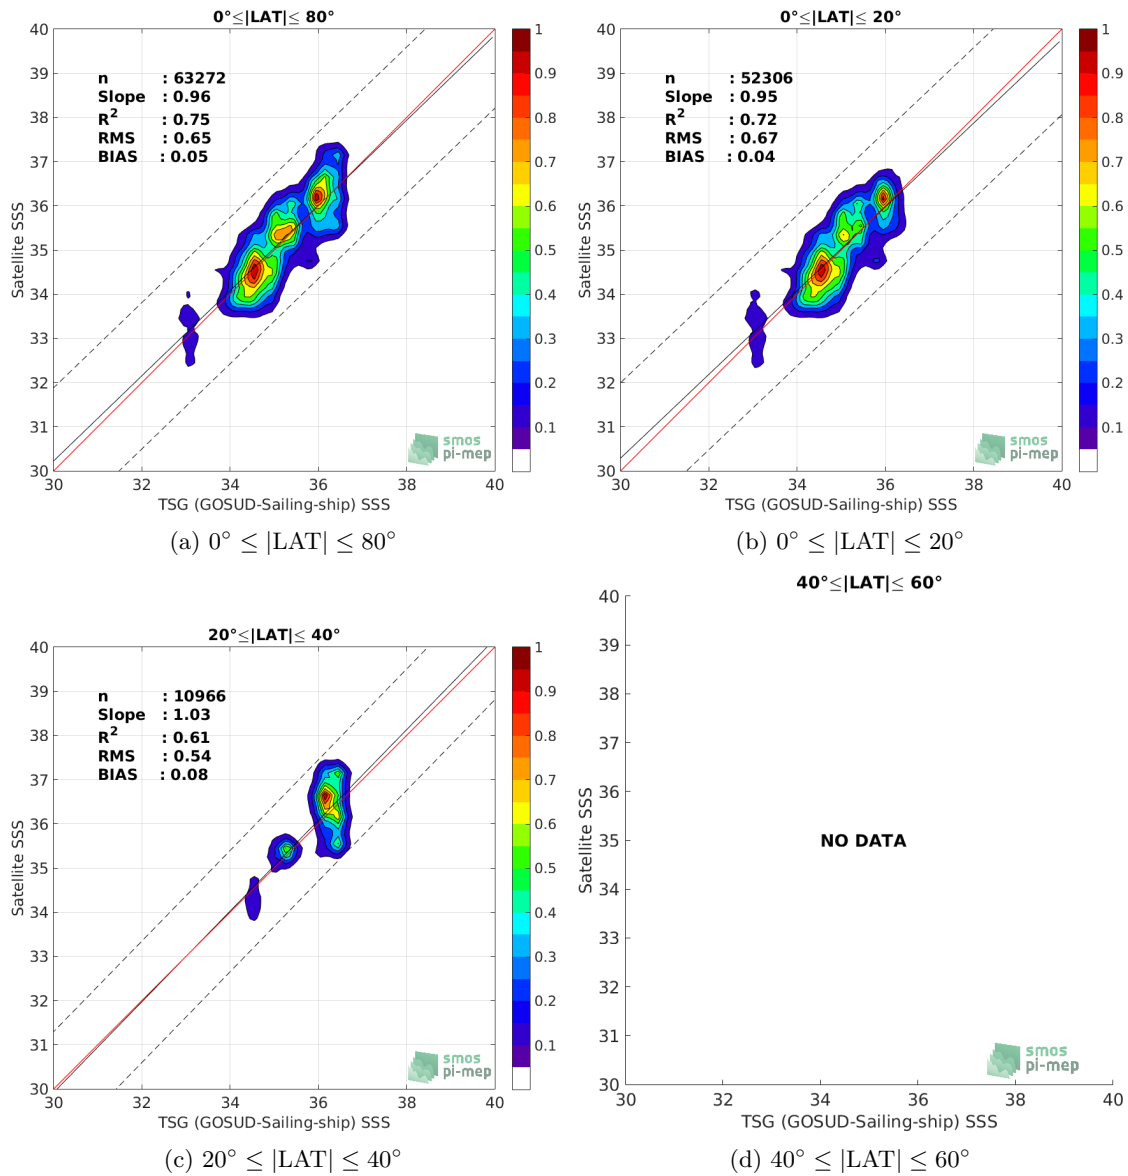 0°≤|LAT|≤ 80°
n : 63272
Slope : 0.96
R² : 0.75
RMS : 0.65
BIAS : 0.05
40
39
38
37
36
35
34
33
32
31
30
30 32 34 36 38 40
Satellite SSS
TSG (GOSUD-Sailing-ship) SSS
1
0.9
0.8
0.7
0.6
0.5
0.4
0.3
0.2
0.1
smos
pi-mep
(a) 0° ≤ |LAT| ≤ 80°
0°≤|LAT|≤ 20°
n : 52306
Slope : 0.95
R² : 0.72
RMS : 0.67
BIAS : 0.04
40
39
38
37
36
35
34
33
32
31
30
30 32 34 36 38 40
Satellite SSS
TSG (GOSUD-Sailing-ship) SSS
1
0.9
0.8
0.7
0.6
0.5
0.4
0.3
0.2
0.1
smos
pi-mep
(b) 0° ≤ |LAT| ≤ 20°
20°≤|LAT|≤ 40°
n : 10966
Slope : 1.03
R² : 0.61
RMS : 0.54
BIAS : 0.08
40
39
38
37
36
35
34
33
32
31
30
30 32 34 36 38 40
Satellite SSS
TSG (GOSUD-Sailing-ship) SSS
1
0.9
0.8
0.7
0.6
0.5
0.4
0.3
0.2
0.1
smos
pi-mep
(c) 20° ≤ |LAT| ≤ 40°
40°≤|LAT|≤ 60°
40
39
38
37
36
35
34
33
32
31
30
NO DATA
30 32 34 36 38 40
Satellite SSS
TSG (GOSUD-Sailing-ship) SSS
smos
pi-mep
(d) 40° ≤ |LAT| ≤ 60°